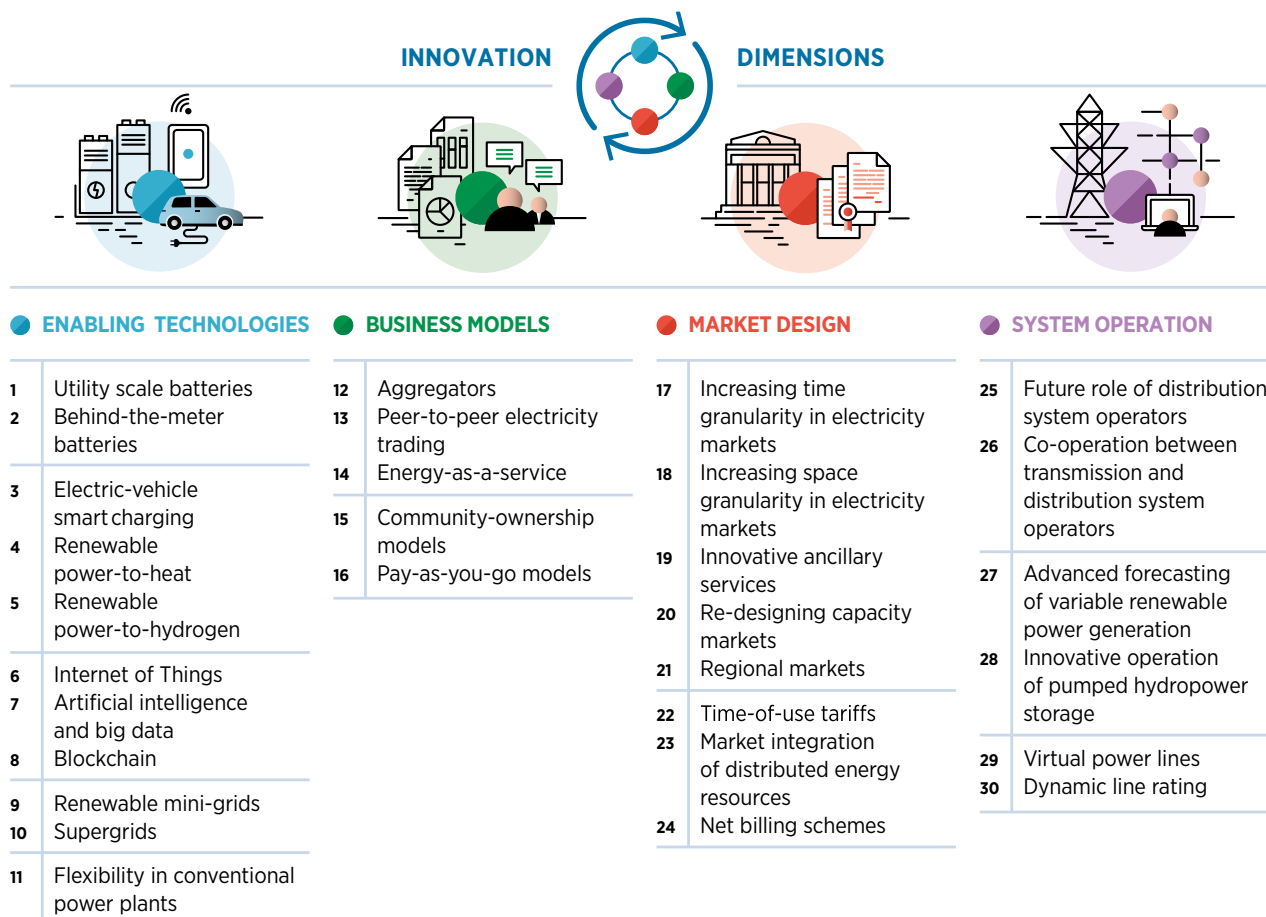 INNOVATION DIMENSIONS
ENABLING TECHNOLOGIES
1 Utility scale batteries
2 Behind-the-meter
batteries
3 Electric-vehicle
smart charging
4 Renewable
power-to-heat
5 Renewable
power-to-hydrogen
6 Internet of Things
7 Artificial intelligence
and big data
8 Blockchain
9 Renewable mini-grids
10 Supergrids
11 Flexibility in conventional
power plants
BUSINESS MODELS
12 Aggregators
13 Peer-to-peer electricity
trading
14 Energy-as-a-service
15 Community-ownership
models
16 Pay-as-you-go models
MARKET DESIGN
17 Increasing time
granularity in electricity
markets
18 Increasing space
granularity in electricity
markets
19 Innovative ancillary
services
20 Re-designing capacity
markets
21 Regional markets
22 Time-of-use tariffs
23 Market integration
of distributed energy
resources
24 Net billing schemes
SYSTEM OPERATION
25 Future role of distribution
system operators
26 Co-operation between
transmission and
distribution system
operators
27 Advanced forecasting
of variable renewable
power generation
28 Innovative operation
of pumped hydropower
storage
29 Virtual power lines
30 Dynamic line rating